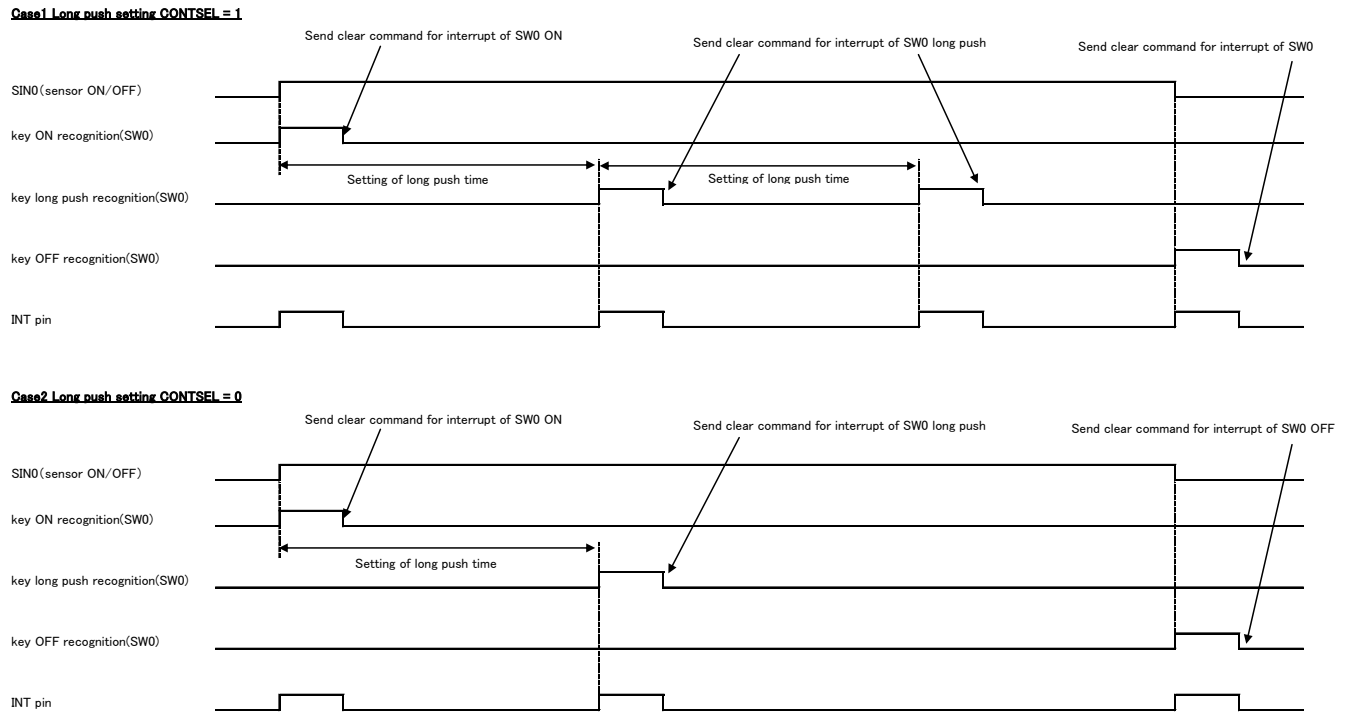 Case1 Long push setting CONTSEL = 1
Send clear command for interrupt of SW0 ON
Send clear command for interrupt of SW0 long push
Send clear command for interrupt of SW0
SIN0(sensor ON/OFF)
key ON recognition(SW0)
Setting of long push time
Setting of long push time
key long push recognition(SW0)
key OFF recognition(SW0)
INT pin
Case2 Long push setting CONTSEL = 0
Send clear command for interrupt of SW0 ON
Send clear command for interrupt of SW0 long push
Send clear command for interrupt of SW0 OFF
SIN0(sensor ON/OFF)
key ON recognition(SW0)
Setting of long push time
key long push recognition(SW0)
key OFF recognition(SW0)
INT pin